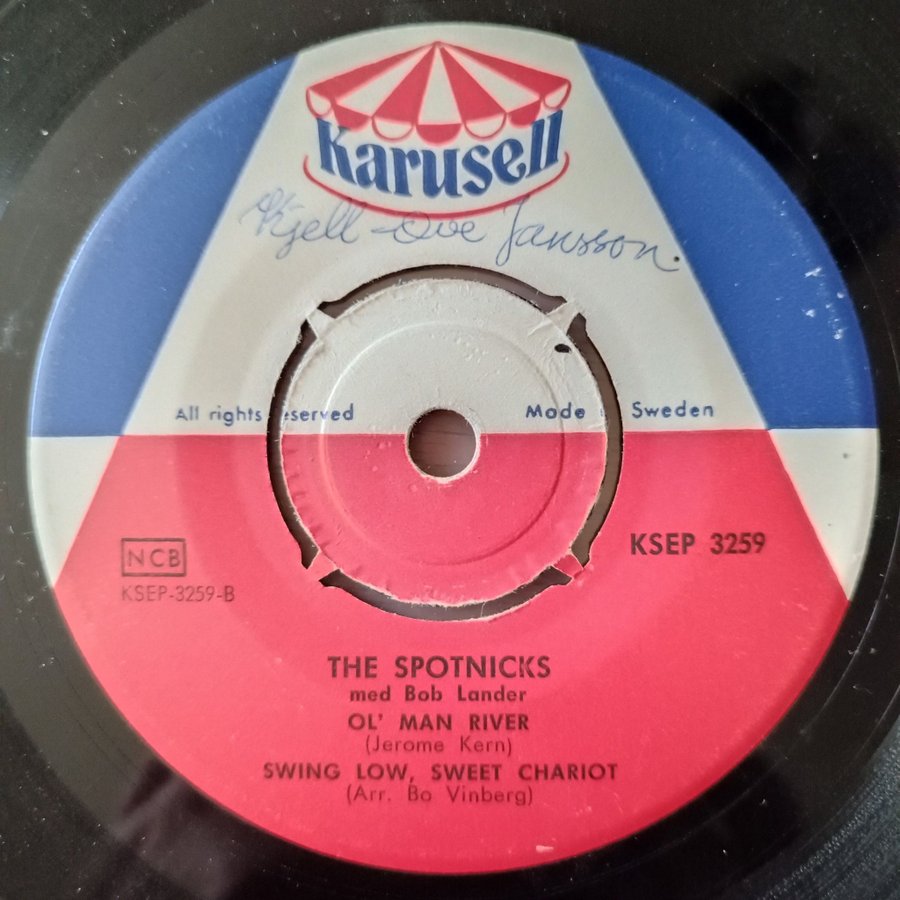 Karusell
Kjell-Ove Jansson.
All rights eserved
Made Sweden
KSEP 3259
NCB
KSEP-3259-B
THE SPOTNICKS
med Bob Lander
OL' MAN RIVER
(Jerome Kern)
SWING LOW, SWEET CHARIOT
(Arr. Bo Vinberg)